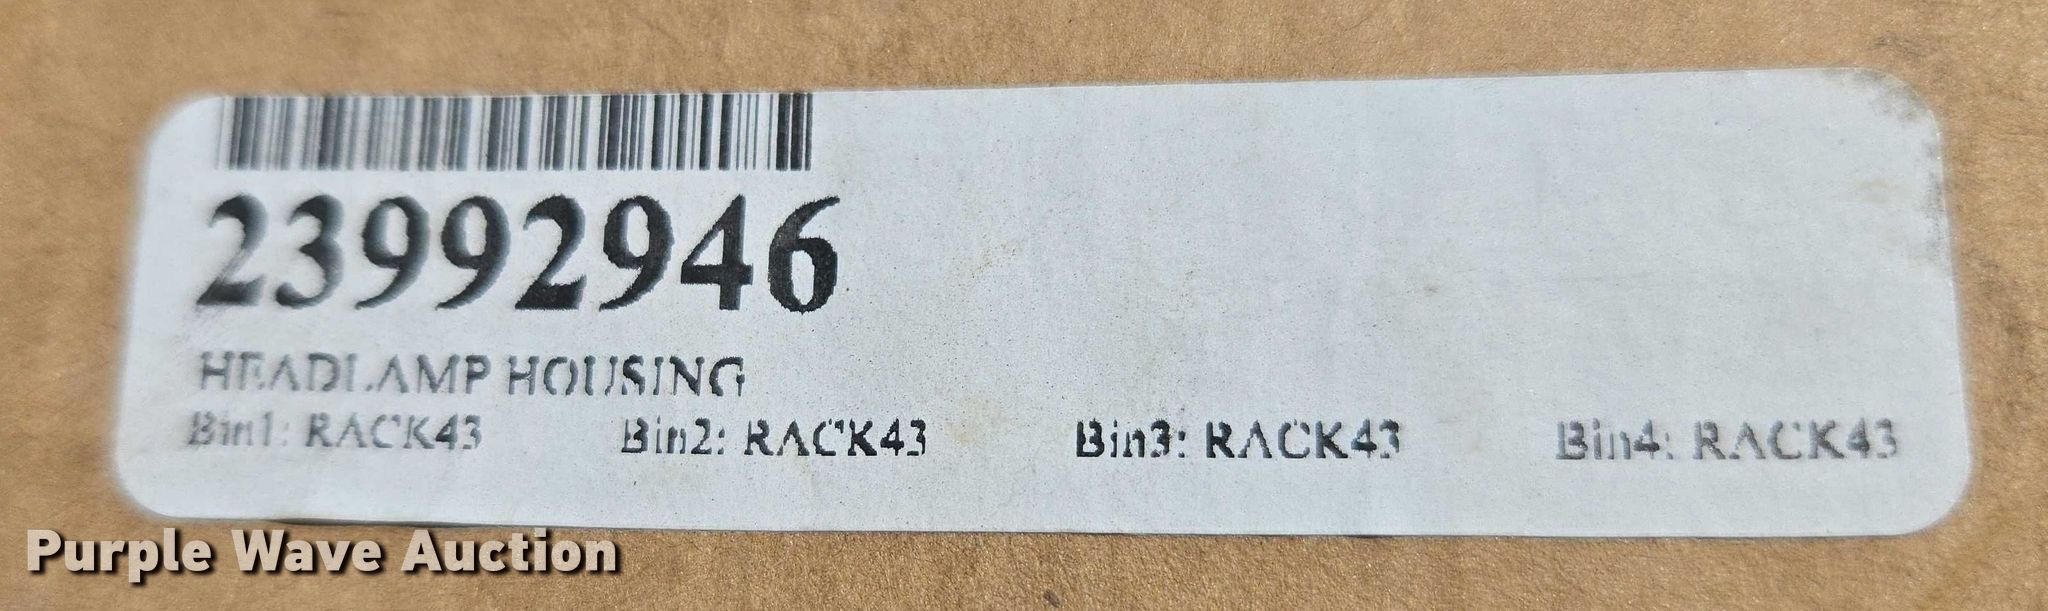 23992946
HEADLAMP HOUSING
Bin1: RACK43 Bin2: RACK43 Bin3: RACK43 Bin4: RACK43
Purple Wave Auction